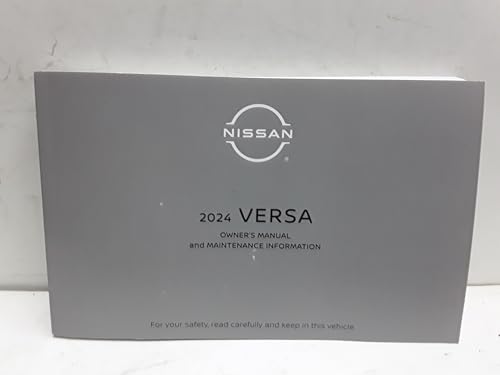 NISSAN
2024 VERSA
OWNER'S MANUAL
and MAINTENANCE INFORMATION
For your safety, read carefully and keep in this vehicle